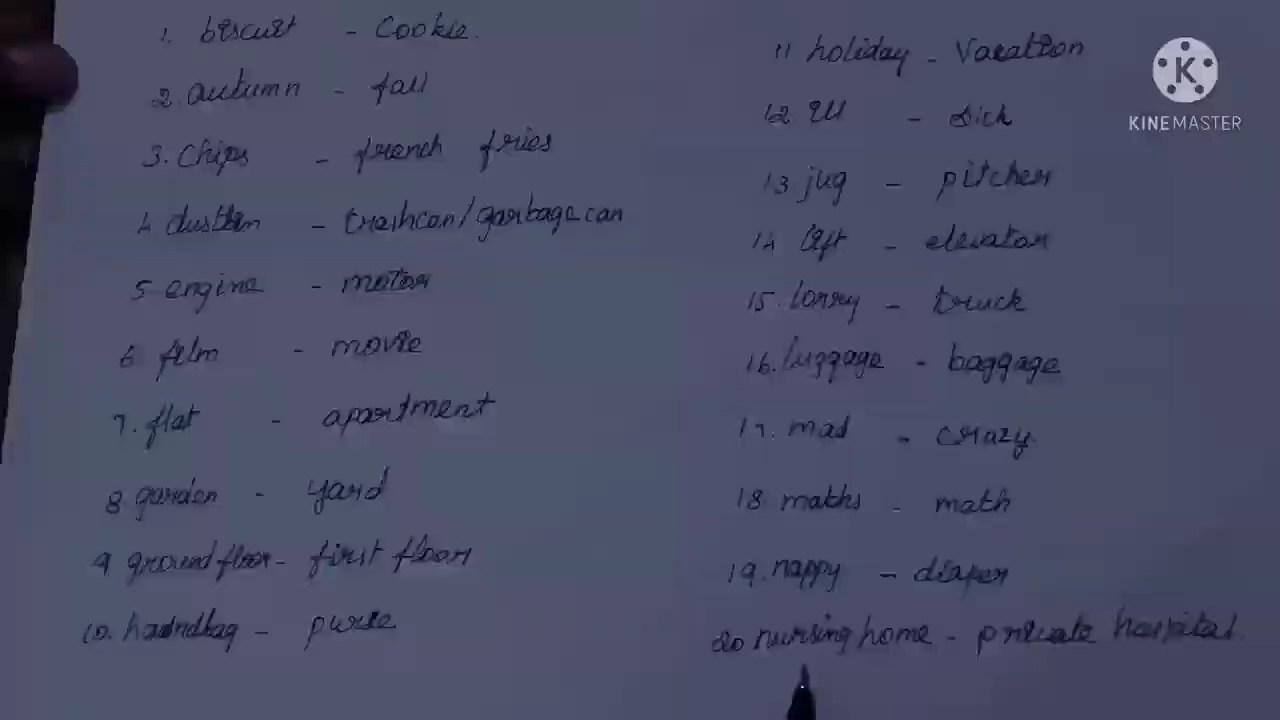 1. biscuit - Cookie.
2. autumn - fall
3. Chips - french fries
4. dustbin - trashcan/garbage can
5. engine - motor
6. film - movie
7. flat - apartment
8. garden - yard
9 ground floor - first floor
10. handbag - purse
11 holiday - Vacation
12 ill - sick
13 jug - pitcher
14 lift - elevator
15. lorry - truck
16. luggage - baggage
17. mad - crazy
18. maths - math
19. nappy - diaper
20 nursing home - private hospital.
KINEMASTER